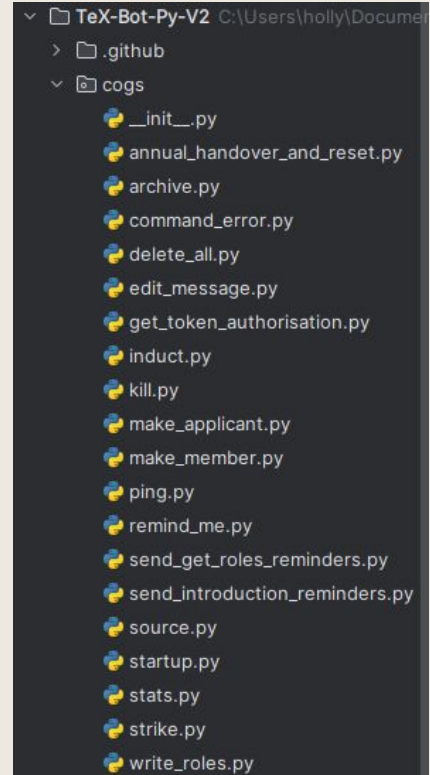 TeX-Bot-Py-V2 C:\Users\holly\Documen
.github
cogs
__init__.py
annual_handover_and_reset.py
archive.py
command_error.py
delete_all.py
edit_message.py
get_token_authorisation.py
induct.py
kill.py
make_applicant.py
make_member.py
ping.py
remind_me.py
send_get_roles_reminders.py
send_introduction_reminders.py
source.py
startup.py
stats.py
strike.py
write_roles.py